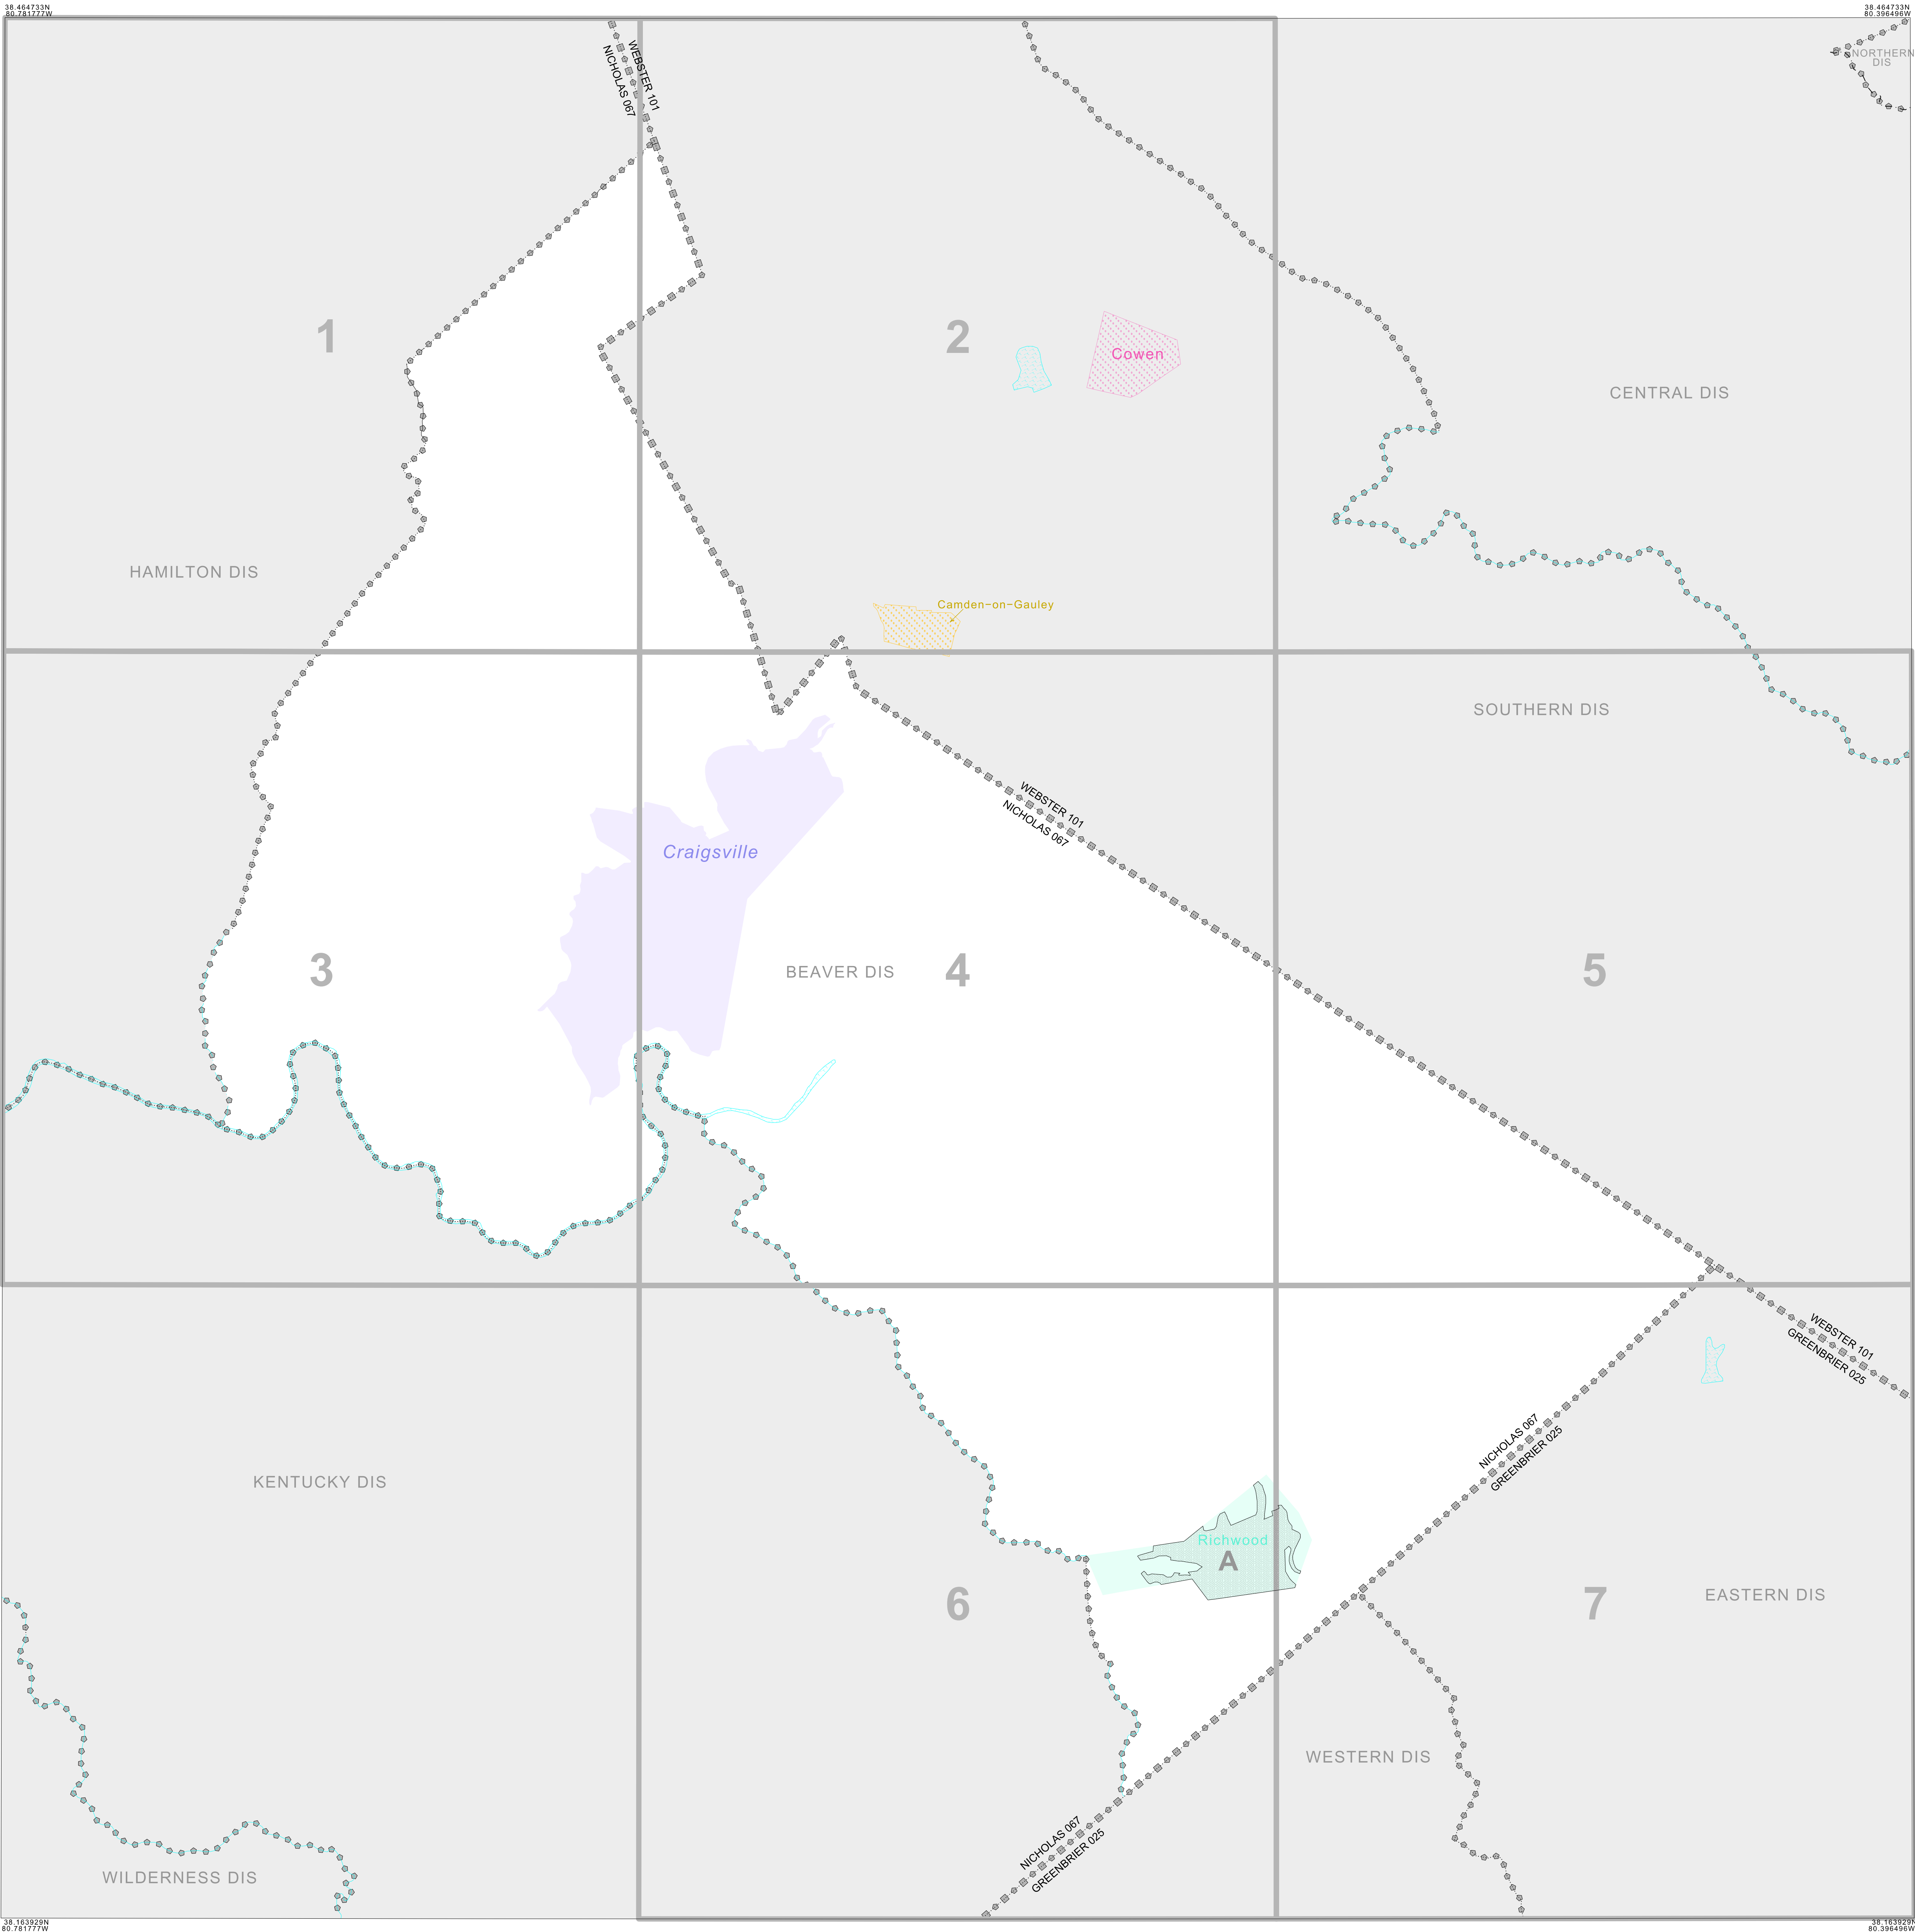 38.464733N
80.781777W
38.464733N
80.396496W
WEBSTER 101
NICHOLAS 067
NORTHERN
DIS
1
2
Cowen
CENTRAL DIS
HAMILTON DIS
Camden-on-Gauley
SOUTHERN DIS
WEBSTER 101
NICHOLAS 067
Craigsville
3
BEAVER DIS
4
5
WEBSTER 101
GREENBRIER 025
NICHOLAS 067
GREENBRIER 025
KENTUCKY DIS
Richwood
A
6
7
EASTERN DIS
WESTERN DIS
NICHOLAS 067
GREENBRIER 025
WILDERNESS DIS
38.163929N
80.781777W
38.163929N
80.396496W